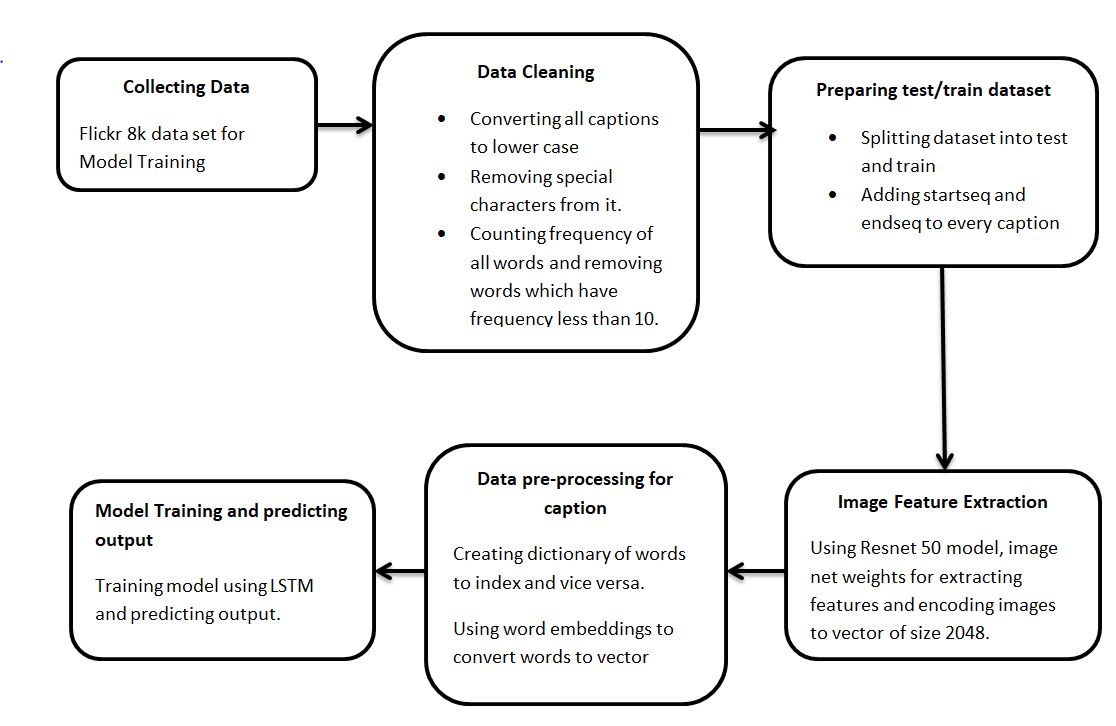 Collecting Data
Flickr 8k data set for
Model Training
Data Cleaning
• Converting all captions
to lower case
• Removing special
characters from it.
• Counting frequency of
all words and removing
words which have
frequency less than 10.
Preparing test/train dataset
• Splitting dataset into test
and train
• Adding startseq and
endseq to every caption
Image Feature Extraction
Using Resnet 50 model, image
net weights for extracting
features and encoding images
to vector of size 2048.
Data pre-processing for
caption
Creating dictionary of words
to index and vice versa.
Using word embeddings to
convert words to vector
Model Training and predicting
output
Training model using LSTM
and predicting output.